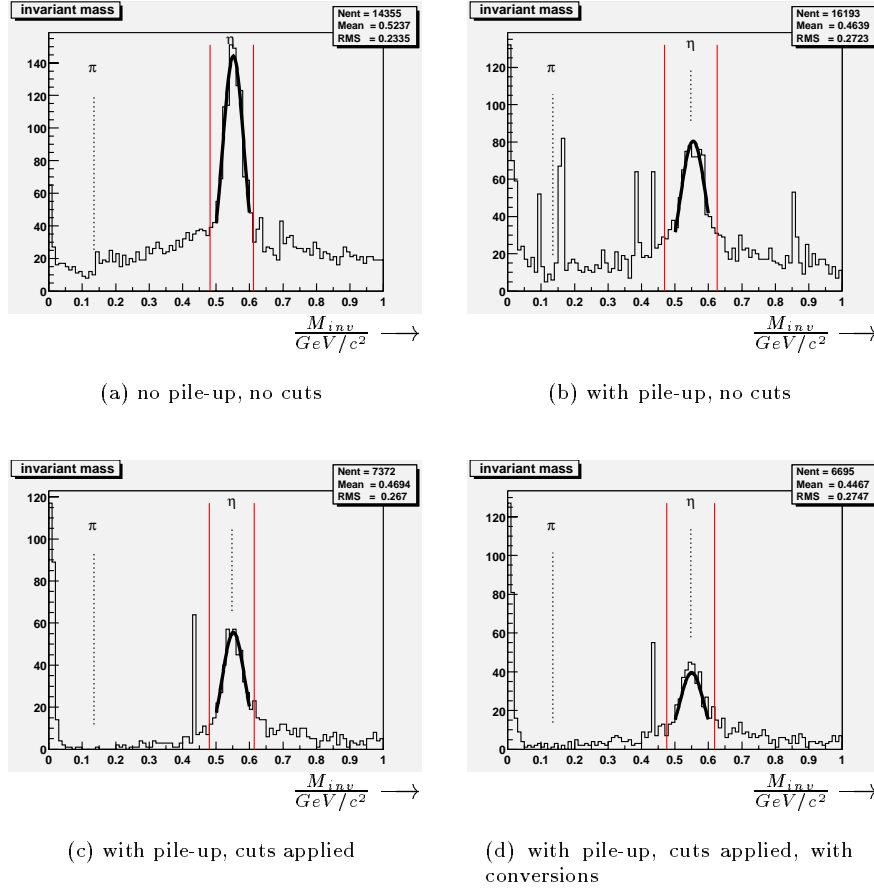 invariant mass
Nent = 14355
Mean = 0.5237
RMS = 0.2335
π
η
140
120
100
80
60
40
20
0
0 0.1 0.2 0.3 0.4 0.5 0.6 0.7 0.8 0.9 1
M_inv / GeV/c² ⟶
(a) no pile-up, no cuts
invariant mass
Nent = 16193
Mean = 0.4639
RMS = 0.2723
π
η
120
100
80
60
40
20
0
0 0.1 0.2 0.3 0.4 0.5 0.6 0.7 0.8 0.9 1
M_inv / GeV/c² ⟶
(b) with pile-up, no cuts
invariant mass
Nent = 7372
Mean = 0.4694
RMS = 0.267
π
η
120
100
80
60
40
20
0
0 0.1 0.2 0.3 0.4 0.5 0.6 0.7 0.8 0.9 1
M_inv / GeV/c² ⟶
(c) with pile-up, cuts applied
invariant mass
Nent = 6695
Mean = 0.4467
RMS = 0.2747
π
η
120
100
80
60
40
20
0
0 0.1 0.2 0.3 0.4 0.5 0.6 0.7 0.8 0.9 1
M_inv / GeV/c² ⟶
(d) with pile-up, cuts applied, with
conversions